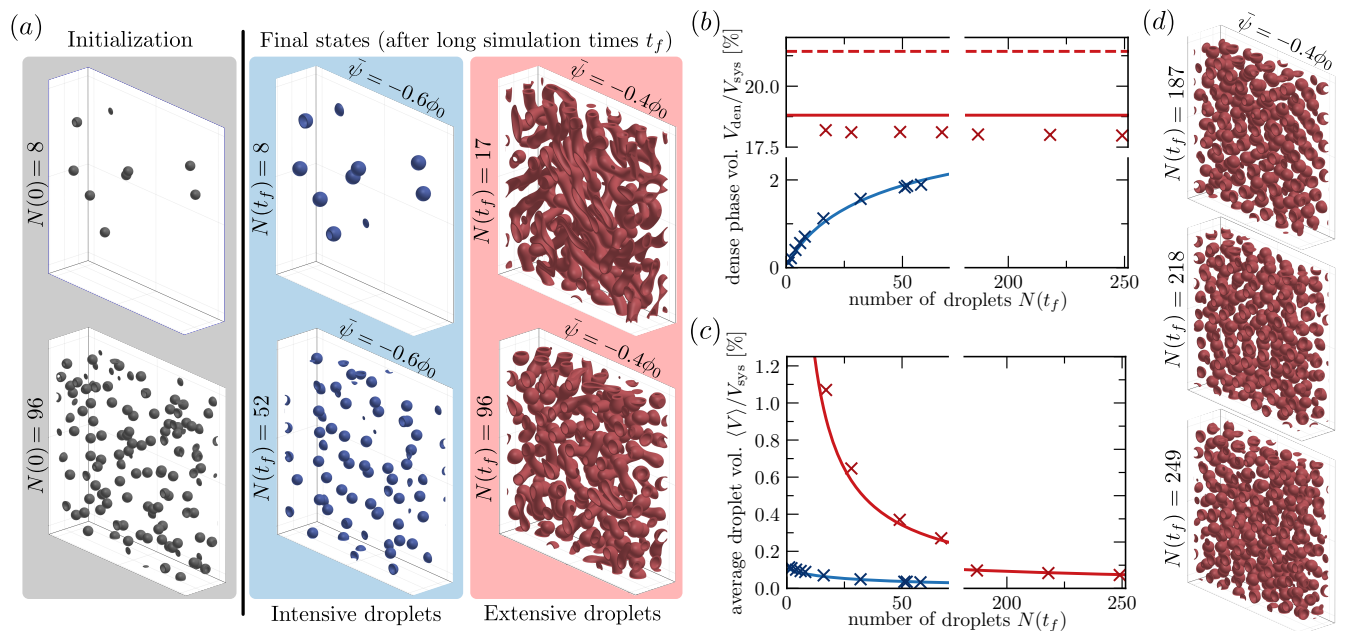 (a)
Initialization
Final states (after long simulation times t_f)
N(0) = 8
N(t_f) = 8
ψ̄ = −0.6ϕ₀
N(t_f) = 17
ψ̄ = −0.4ϕ₀
N(0) = 96
N(t_f) = 52
ψ̄ = −0.6ϕ₀
N(t_f) = 96
ψ̄ = −0.4ϕ₀
Intensive droplets
Extensive droplets
(b)
dense phase vol. V_den/V_sys [%]
20.0
17.5
2
0
0
50
200
250
number of droplets N(t_f)
(c)
average droplet vol. ⟨V⟩/V_sys [%]
1.2
1.0
0.8
0.6
0.4
0.2
0.0
0
50
200
250
number of droplets N(t_f)
(d)
ψ̄ = −0.4ϕ₀
N(t_f) = 187
N(t_f) = 218
N(t_f) = 249